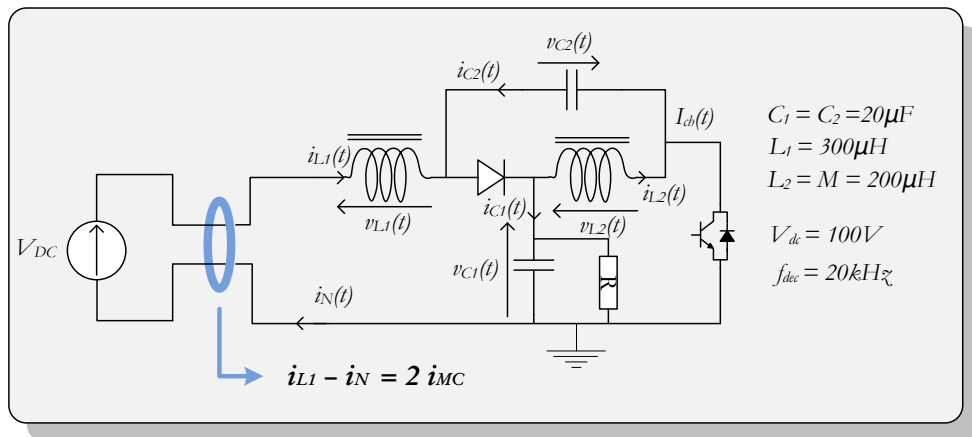 vC2(t)
iC2(t)
Ich(t)
C1 = C2 =20µF
L1 = 300µH
L2 = M = 200µH
Vdc = 100V
fdec = 20kHz
iL1(t)
vL1(t)
iC1(t)
iL2(t)
vL2(t)
VDC
vC1(t)
R
iN(t)
iL1 – iN = 2 iMC